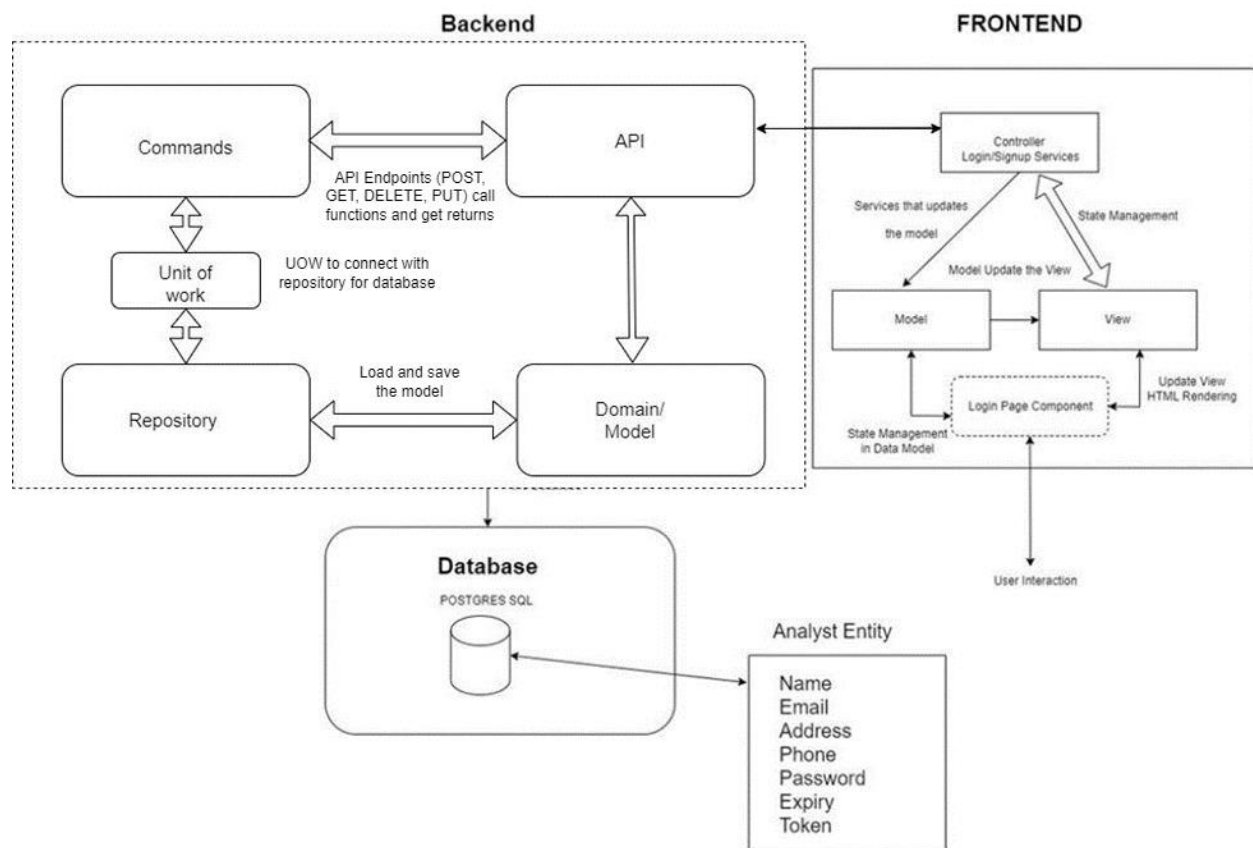 Backend
FRONTEND
Commands
API
API Endpoints (POST,
GET, DELETE, PUT) call
functions and get returns
Unit of
work
UOW to connect with
repository for database
Repository
Load and save
the model
Domain/
Model
Controller
Login/Signup Services
Services that updates
the model
State Management
Model Update the View
Model
View
Login Page Component
Update View
HTML Rendering
State Management
in Data Model
User Interaction
Database
POSTGRES SQL
Analyst Entity
Name
Email
Address
Phone
Password
Expiry
Token